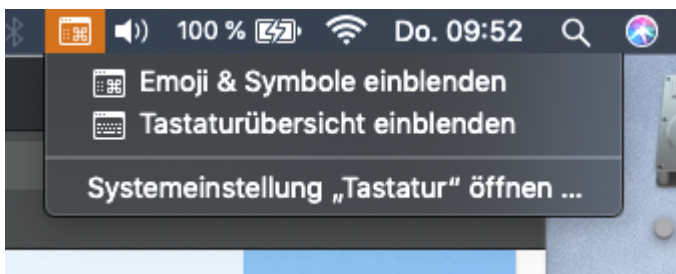 100 % Do. 09:52
Emoji & Symbole einblenden
Tastaturübersicht einblenden
Systemeinstellung „Tastatur“ öffnen ...